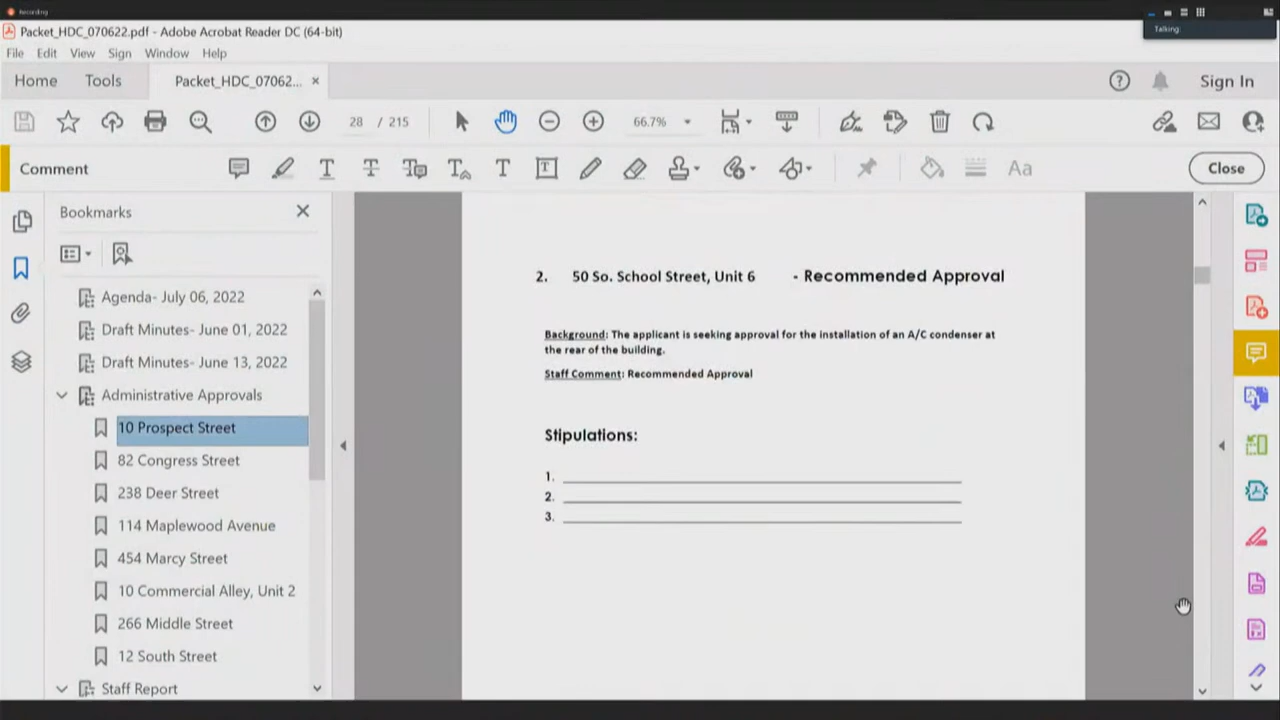 Recording
Packet_HDC_070622.pdf - Adobe Acrobat Reader DC (64-bit)
Talking:
File Edit View Sign Window Help
Home Tools Packet_HDC_07062... × Sign In
28 / 215 66.7%
Comment Close
Aa
Bookmarks
Agenda- July 06, 2022
Draft Minutes- June 01, 2022
Draft Minutes- June 13, 2022
Administrative Approvals
10 Prospect Street
82 Congress Street
238 Deer Street
114 Maplewood Avenue
454 Marcy Street
10 Commercial Alley, Unit 2
266 Middle Street
12 South Street
Staff Report
2. 50 So. School Street, Unit 6 - Recommended Approval
Background: The applicant is seeking approval for the installation of an A/C condenser at
the rear of the building.
Staff Comment: Recommended Approval
Stipulations:
1.
2.
3.